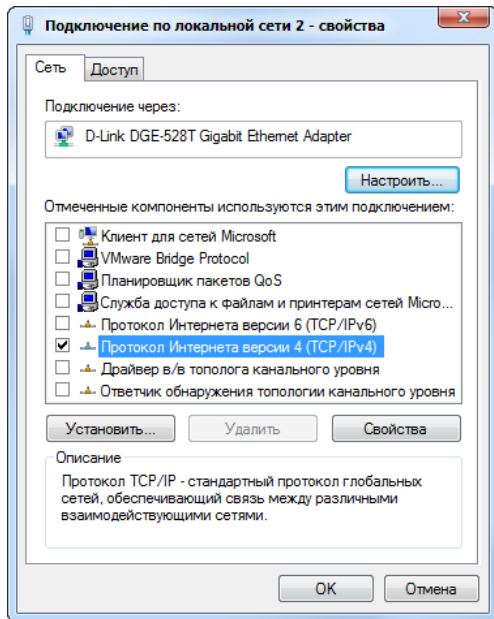 Подключение по локальной сети 2 - свойства
Сеть
Доступ
Подключение через:
D-Link DGE-528T Gigabit Ethernet Adapter
Настроить...
Отмеченные компоненты используются этим подключением:
Клиент для сетей Microsoft
VMware Bridge Protocol
Планировщик пакетов QoS
Служба доступа к файлам и принтерам сетей Micro...
Протокол Интернета версии 6 (TCP/IPv6)
Протокол Интернета версии 4 (TCP/IPv4)
Драйвер в/в тополога канального уровня
Ответчик обнаружения топологии канального уровня
Установить...
Удалить
Свойства
Описание
Протокол TCP/IP - стандартный протокол глобальных
сетей, обеспечивающий связь между различными
взаимодействующими сетями.
OK
Отмена